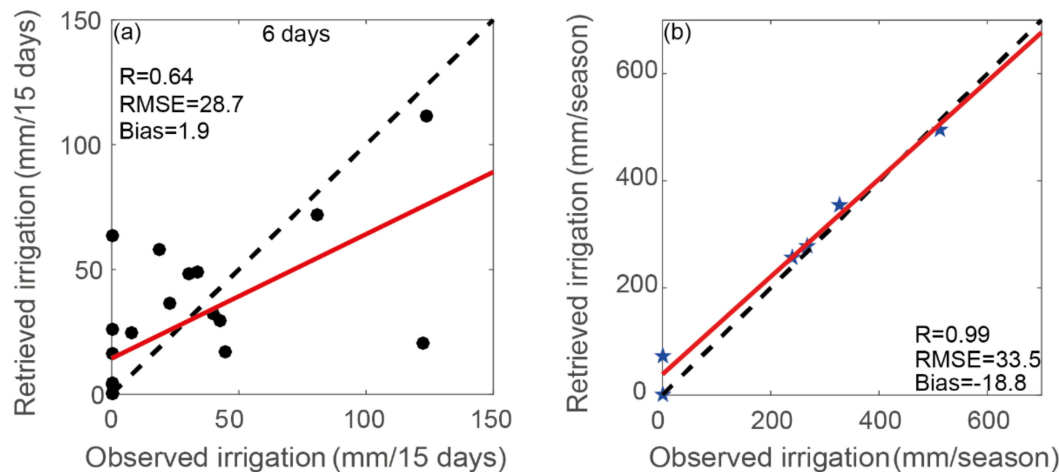 (a)
6 days
R=0.64
RMSE=28.7
Bias=1.9
150
100
50
0
0
50
100
150
Retrieved irrigation (mm/15 days)
Observed irrigation (mm/15 days)
(b)
600
400
200
0
0
200
400
600
R=0.99
RMSE=33.5
Bias=-18.8
Retrieved irrigation (mm/season)
Observed irrigation (mm/season)